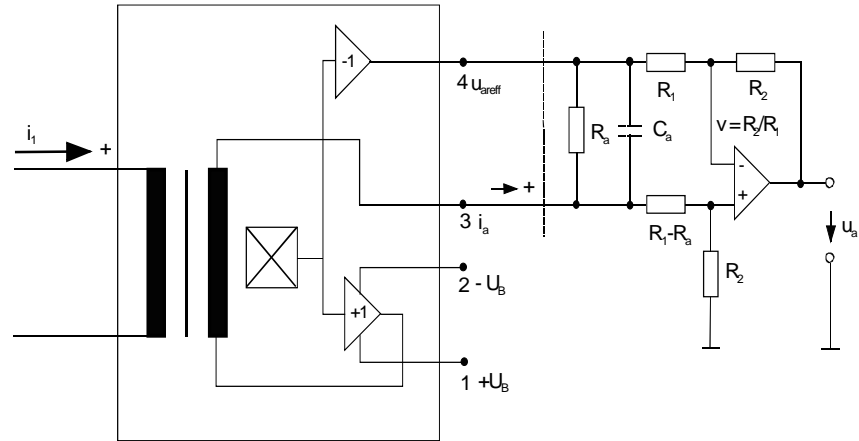 -1
4 uareff
R1
R2
i1
+
Ra
Ca
v=R2/R1
-
+
+
3 ia
R1-Ra
ua
2 - UB
R2
+1
1 +UB